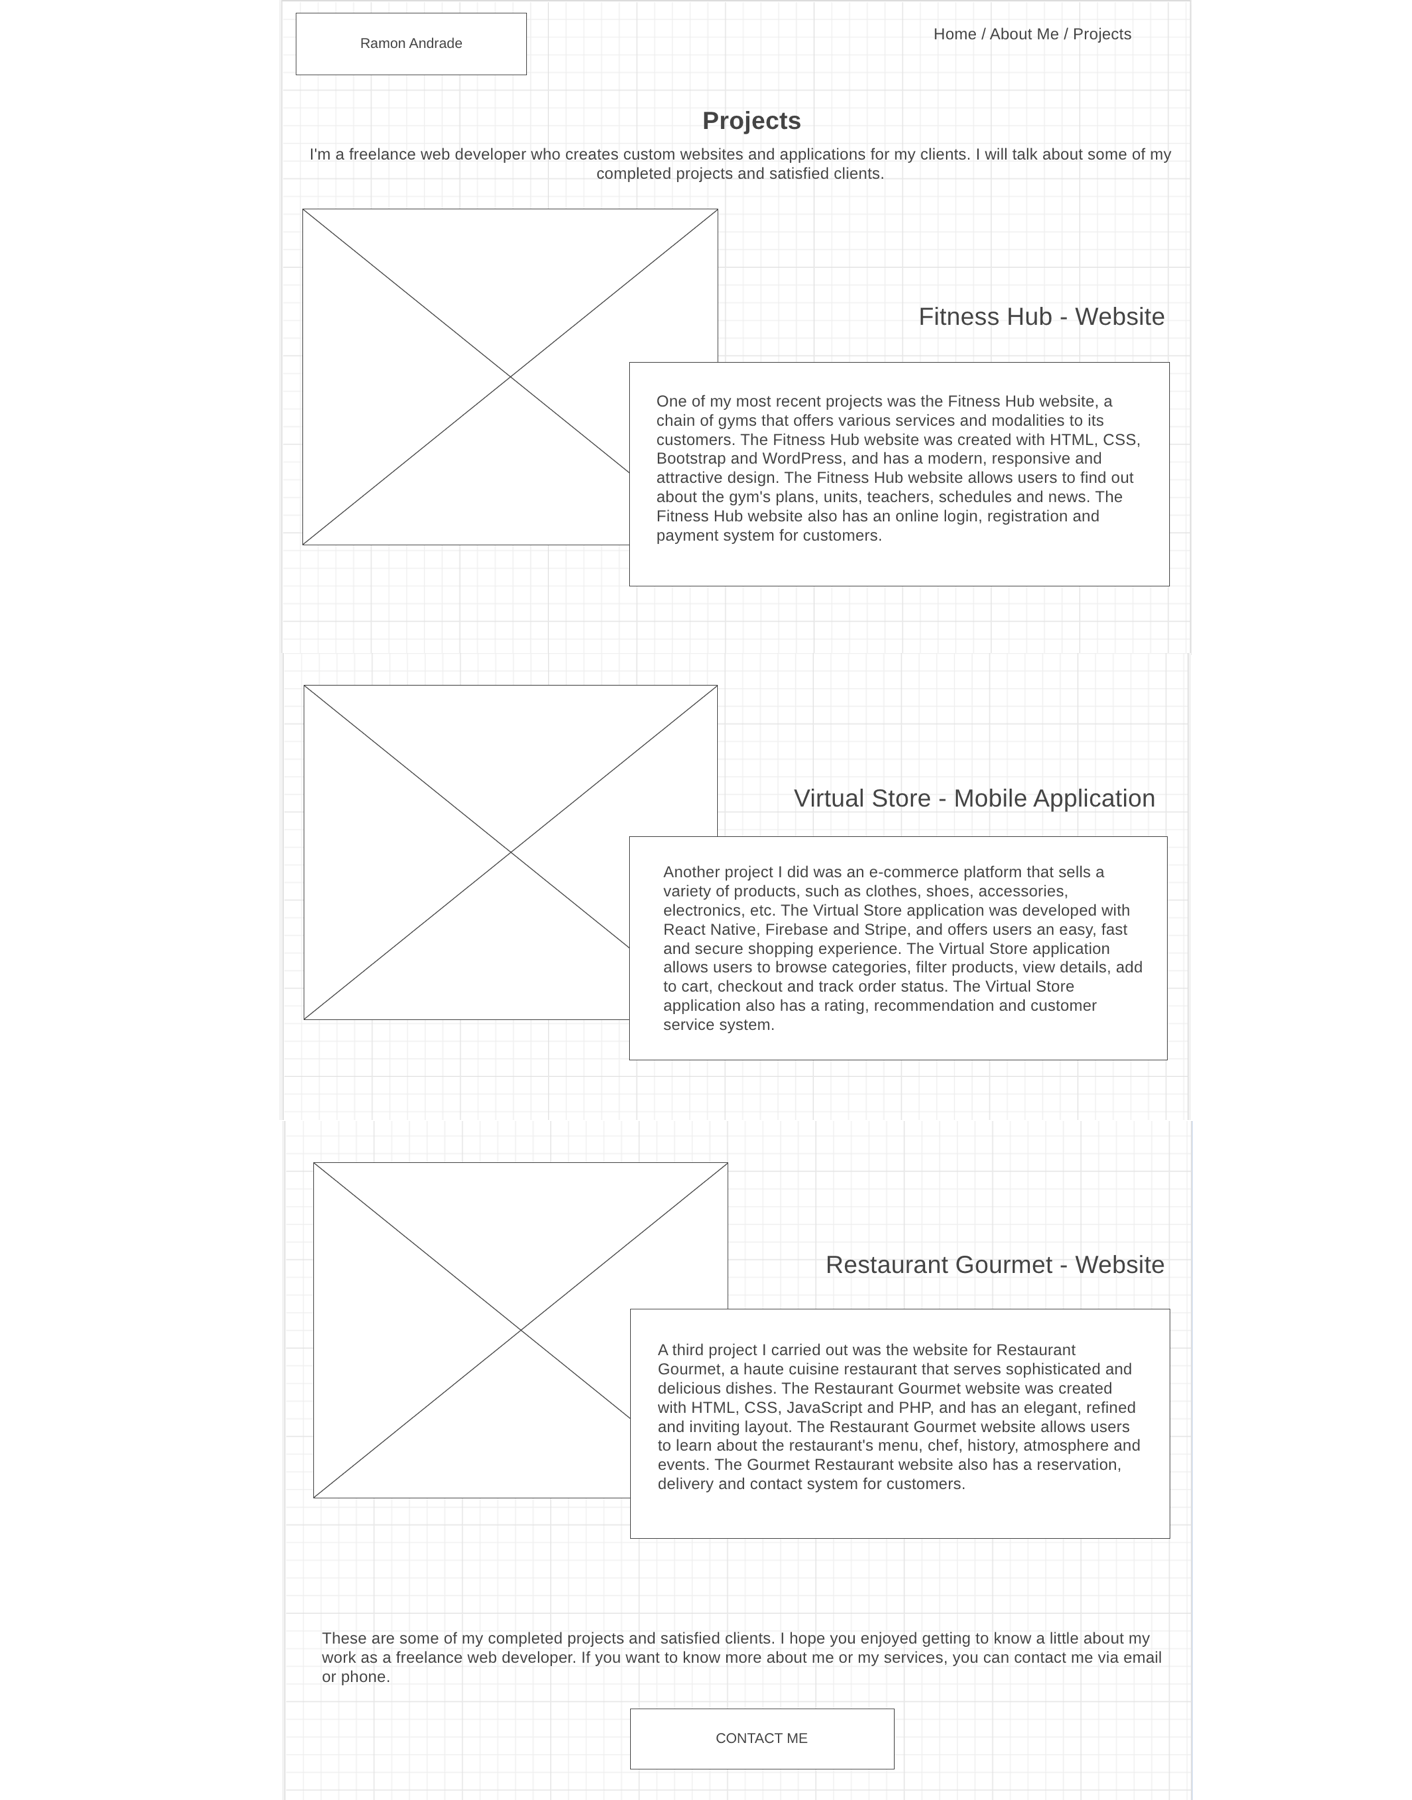 Ramon Andrade
Home / About Me / Projects
Projects
I'm a freelance web developer who creates custom websites and applications for my clients. I will talk about some of my
completed projects and satisfied clients.
Fitness Hub - Website
One of my most recent projects was the Fitness Hub website, a
chain of gyms that offers various services and modalities to its
customers. The Fitness Hub website was created with HTML, CSS,
Bootstrap and WordPress, and has a modern, responsive and
attractive design. The Fitness Hub website allows users to find out
about the gym's plans, units, teachers, schedules and news. The
Fitness Hub website also has an online login, registration and
payment system for customers.
Virtual Store - Mobile Application
Another project I did was an e-commerce platform that sells a
variety of products, such as clothes, shoes, accessories,
electronics, etc. The Virtual Store application was developed with
React Native, Firebase and Stripe, and offers users an easy, fast
and secure shopping experience. The Virtual Store application
allows users to browse categories, filter products, view details, add
to cart, checkout and track order status. The Virtual Store
application also has a rating, recommendation and customer
service system.
Restaurant Gourmet - Website
A third project I carried out was the website for Restaurant
Gourmet, a haute cuisine restaurant that serves sophisticated and
delicious dishes. The Restaurant Gourmet website was created
with HTML, CSS, JavaScript and PHP, and has an elegant, refined
and inviting layout. The Restaurant Gourmet website allows users
to learn about the restaurant's menu, chef, history, atmosphere and
events. The Gourmet Restaurant website also has a reservation,
delivery and contact system for customers.
These are some of my completed projects and satisfied clients. I hope you enjoyed getting to know a little about my
work as a freelance web developer. If you want to know more about me or my services, you can contact me via email
or phone.
CONTACT ME